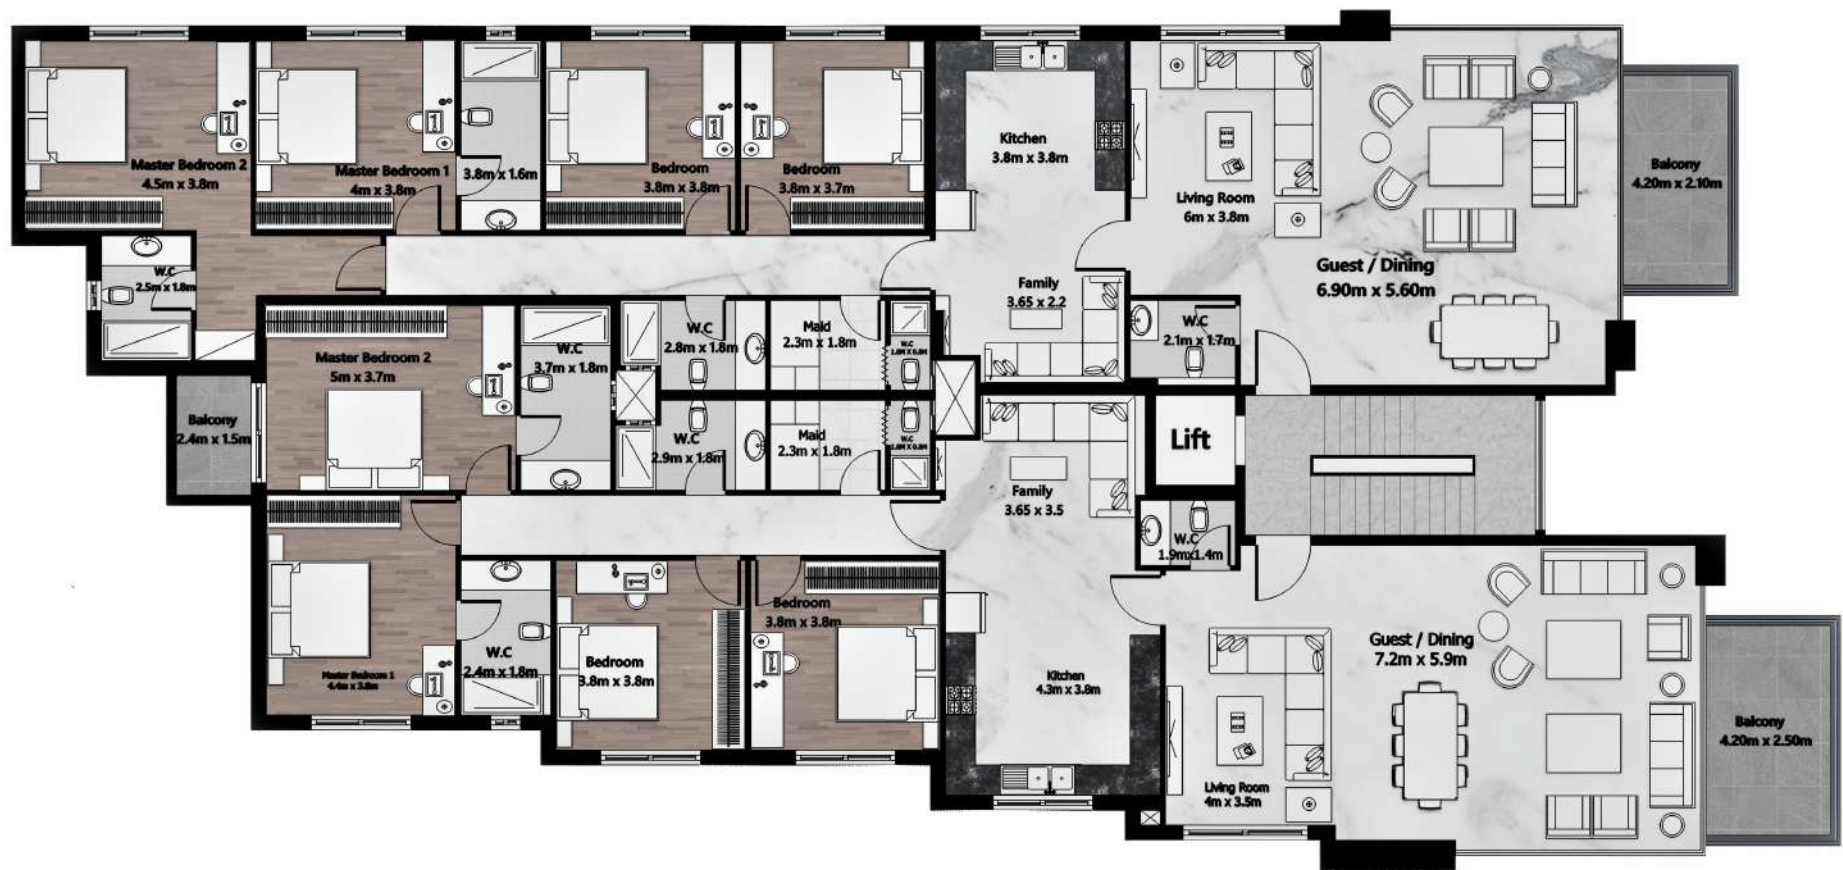 Master Bedroom 2
4.5m x 3.8m
Master Bedroom 1
4m x 3.8m
3.8m x 1.6m
Bedroom
3.8m x 3.8m
Bedroom
3.8m x 3.7m
Kitchen
3.8m x 3.8m
Living Room
6m x 3.8m
Balcony
4.20m x 2.10m
Guest / Dining
6.90m x 5.60m
W.C
2.5m x 1.8m
Family
3.65 x 2.2
W.C
2.1m x 1.7m
Master Bedroom 2
5m x 3.7m
W.C
3.7m x 1.8m
W.C
2.8m x 1.8m
Maid
2.3m x 1.8m
W.C
Balcony
2.4m x 1.5m
W.C
2.9m x 1.8m
Maid
2.3m x 1.8m
W.C
Lift
Family
3.65 x 3.5
W.C
1.9mx1.4m
Master Bedroom 1
4.4m x 3.8m
W.C
2.4m x 1.8m
Bedroom
3.8m x 3.8m
Bedroom
3.8m x 3.8m
Kitchen
4.3m x 3.8m
Guest / Dining
7.2m x 5.9m
Living Room
4m x 3.5m
Balcony
4.20m x 2.50m